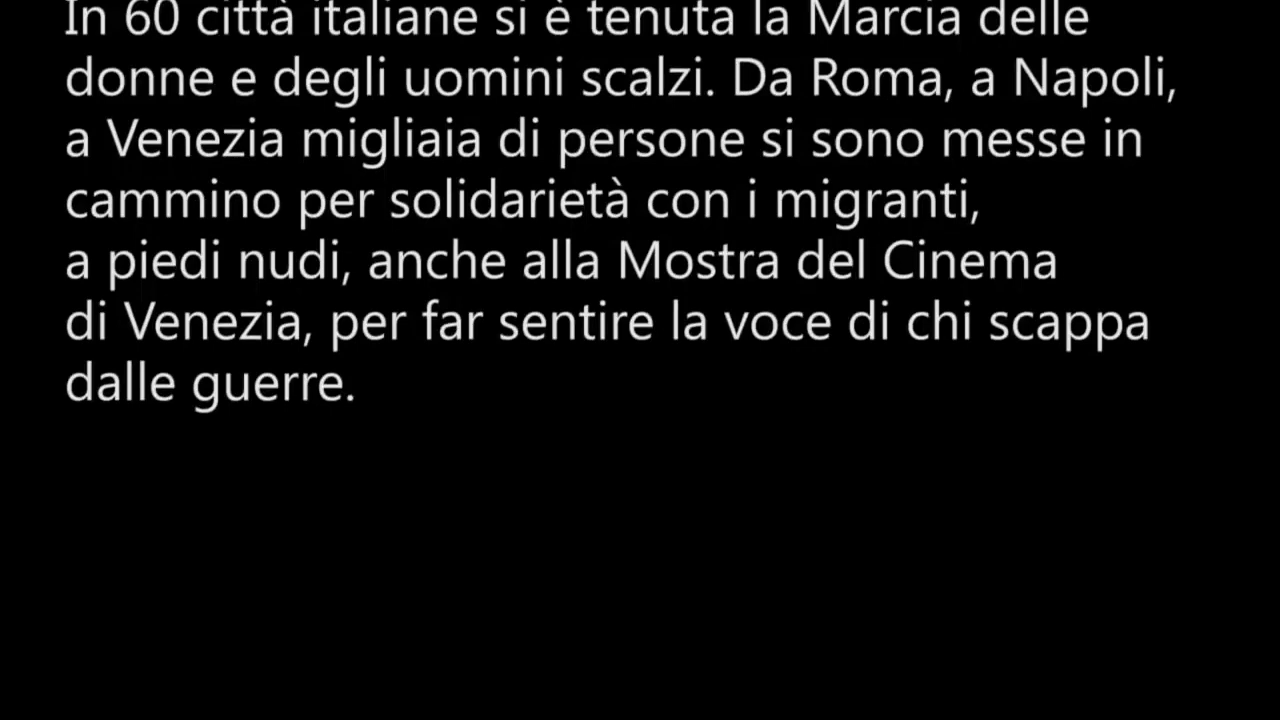 In 60 città italiane si è tenuta la Marcia delle
donne e degli uomini scalzi. Da Roma, a Napoli,
a Venezia migliaia di persone si sono messe in
cammino per solidarietà con i migranti,
a piedi nudi, anche alla Mostra del Cinema
di Venezia, per far sentire la voce di chi scappa
dalle guerre.